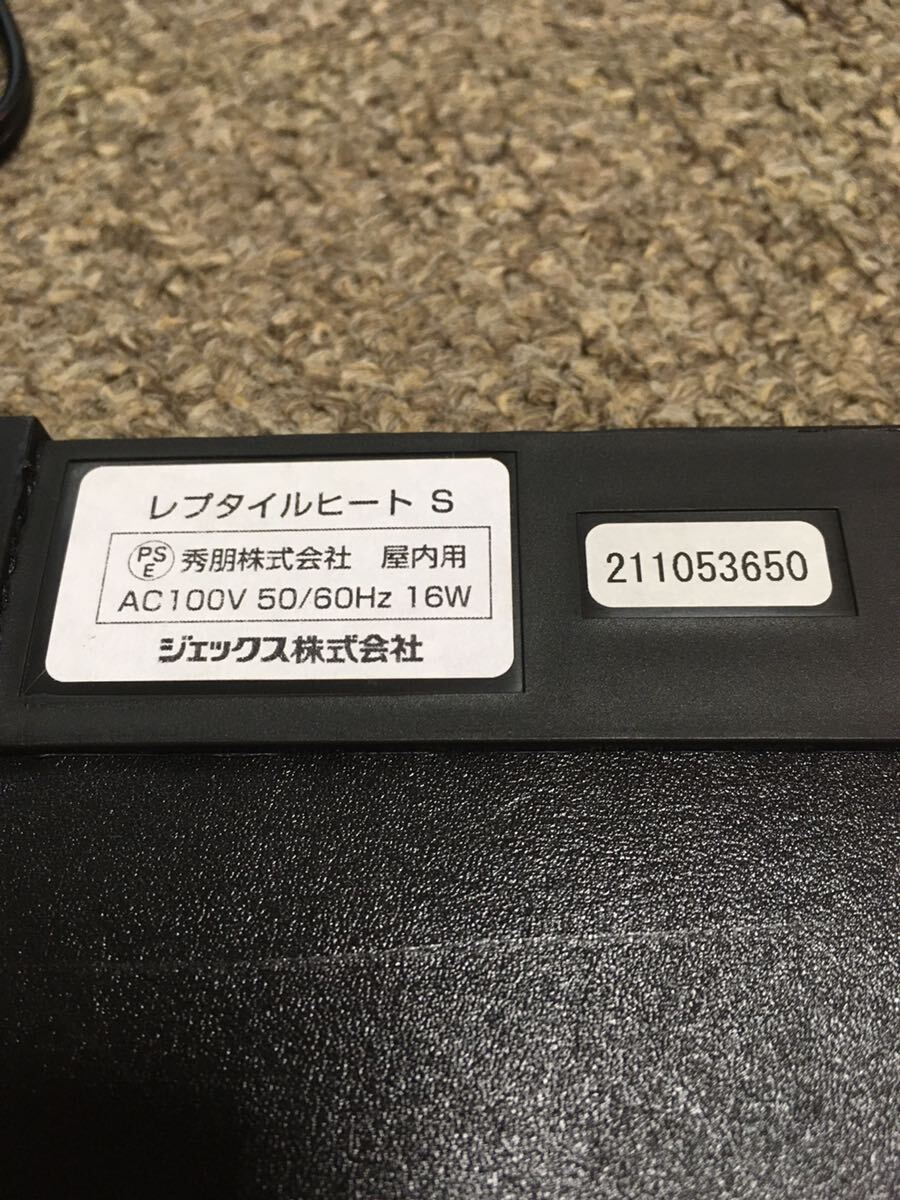 レプタイルヒート S
PSE 秀朋株式会社 屋内用
AC100V 50/60Hz 16W
ジェックス株式会社
211053650